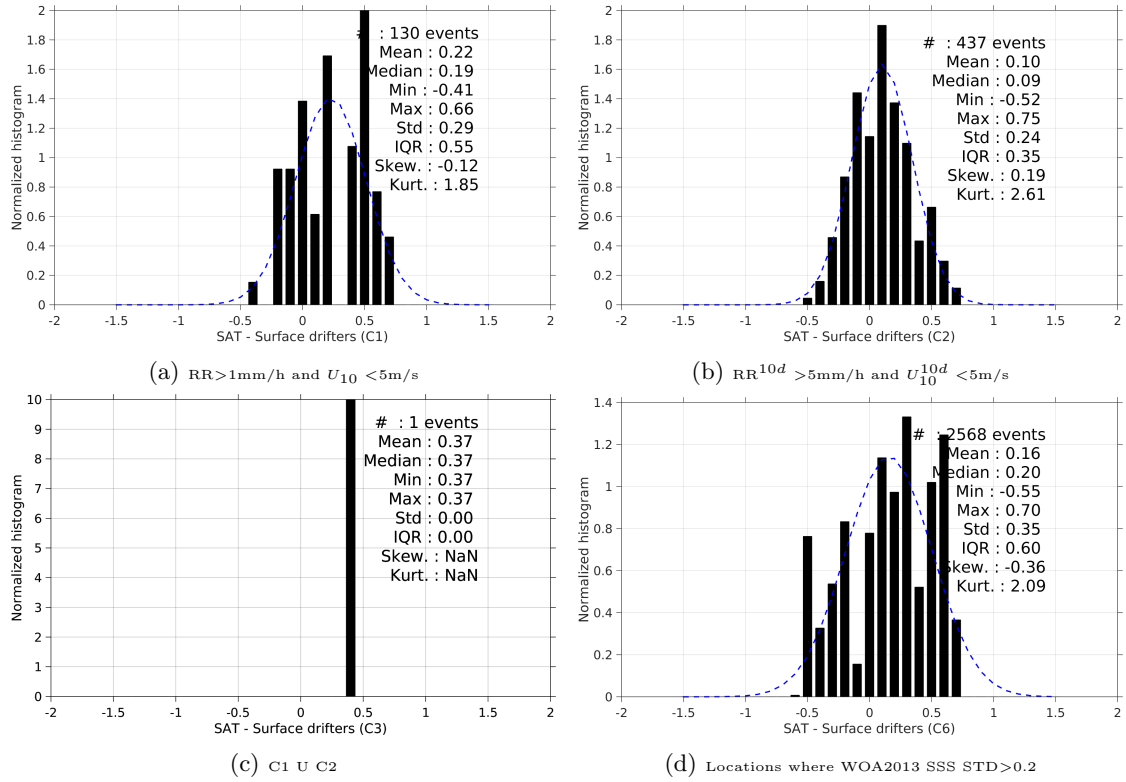 2
1.8
1.6
1.4
1.2
1
0.8
0.6
0.4
0.2
0
Normalized histogram
# : 130 events
Mean : 0.22
Median : 0.19
Min : -0.41
Max : 0.66
Std : 0.29
IQR : 0.55
Skew. : -0.12
Kurt. : 1.85
-2 -1.5 -1 -0.5 0 0.5 1 1.5 2
SAT - Surface drifters (C1)
(a) RR>1mm/h and U10 <5m/s
2
1.8
1.6
1.4
1.2
1
0.8
0.6
0.4
0.2
0
Normalized histogram
# : 437 events
Mean : 0.10
Median : 0.09
Min : -0.52
Max : 0.75
Std : 0.24
IQR : 0.35
Skew. : 0.19
Kurt. : 2.61
-2 -1.5 -1 -0.5 0 0.5 1 1.5 2
SAT - Surface drifters (C2)
(b) RR^10d >5mm/h and U10^10d <5m/s
10
9
8
7
6
5
4
3
2
1
0
Normalized histogram
# : 1 events
Mean : 0.37
Median : 0.37
Min : 0.37
Max : 0.37
Std : 0.00
IQR : 0.00
Skew. : NaN
Kurt. : NaN
-2 -1.5 -1 -0.5 0 0.5 1 1.5 2
SAT - Surface drifters (C3)
(c) C1 U C2
1.4
1.2
1
0.8
0.6
0.4
0.2
0
Normalized histogram
# : 2568 events
Mean : 0.16
Median : 0.20
Min : -0.55
Max : 0.70
Std : 0.35
IQR : 0.60
Skew. : -0.36
Kurt. : 2.09
-2 -1.5 -1 -0.5 0 0.5 1 1.5 2
SAT - Surface drifters (C6)
(d) Locations where WOA2013 SSS STD>0.2